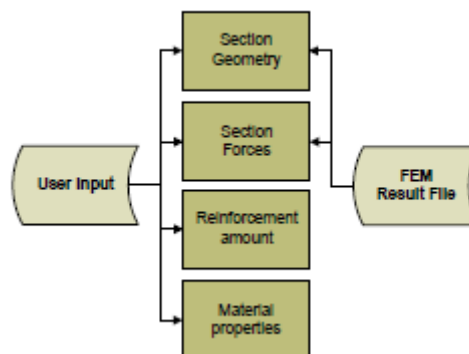 Section
Geometry
Section
Forces
User Input
FEM
Result File
Reinforcement
amount
Material
properties